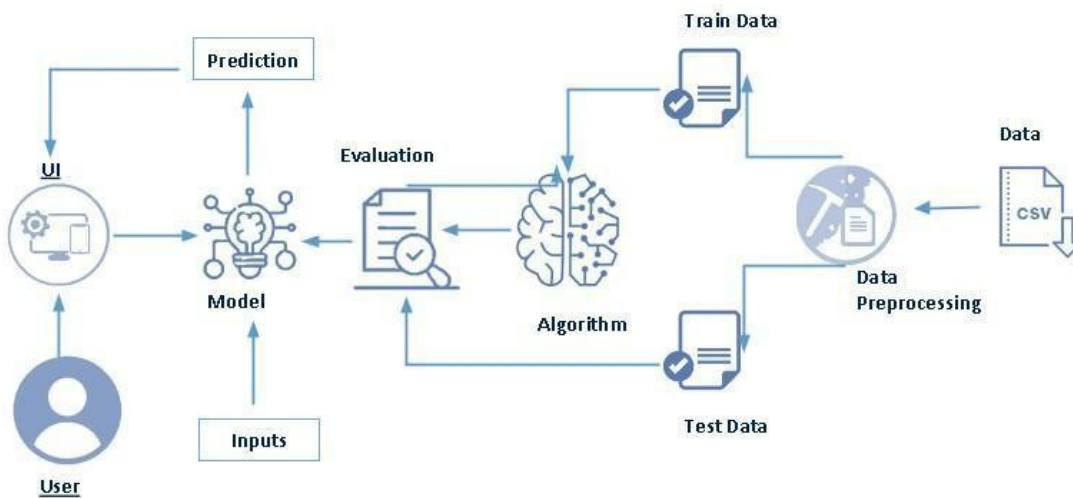 Train Data
Prediction
Data
Evaluation
UI
CSV
Model
Data
Preprocessing
Algorithm
Inputs
Test Data
User